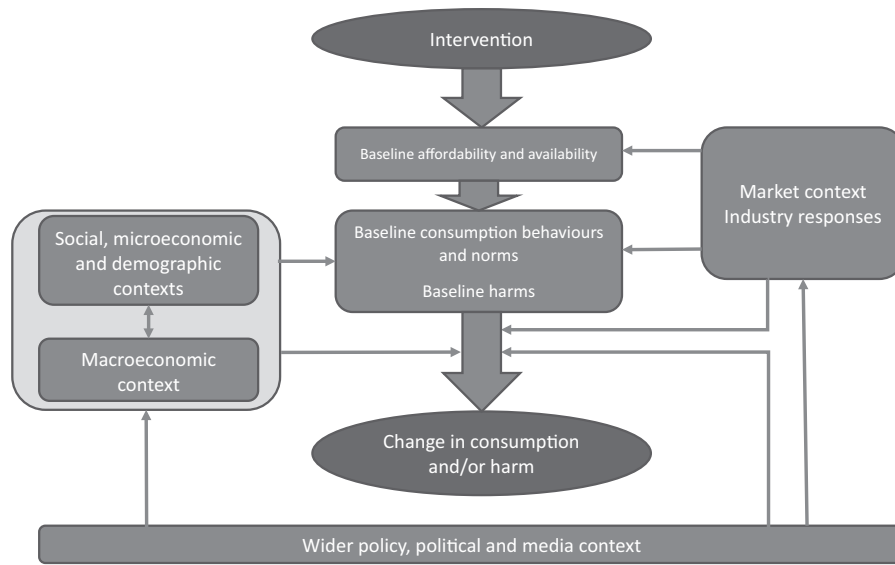 Intervention
Baseline affordability and availability
Market context
Industry responses
Baseline consumption behaviours
and norms
Baseline harms
Social, microeconomic
and demographic
contexts
Macroeconomic
context
Change in consumption
and/or harm
Wider policy, political and media context